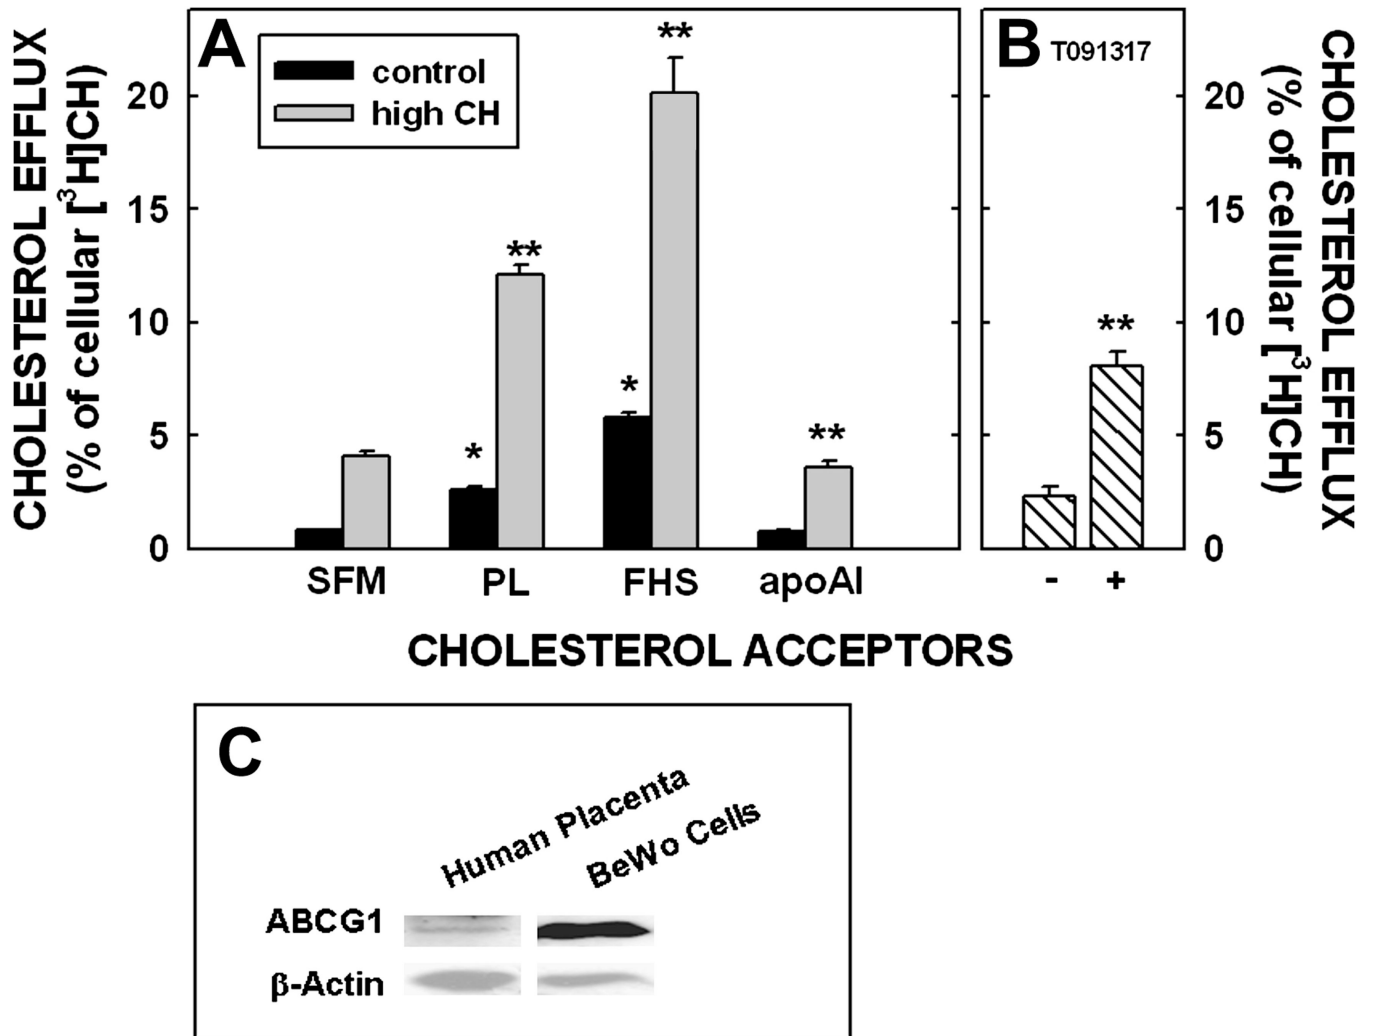 A
control
high CH
**
**
*
*
**
20
15
10
5
0
CHOLESTEROL EFFLUX
(% of cellular [³H]CH)
SFM PL FHS apoAI
B T091317
**
20
15
10
5
0
- +
CHOLESTEROL EFFLUX
(% of cellular [³H]CH)
CHOLESTEROL ACCEPTORS
C
Human Placenta
BeWo Cells
ABCG1
β-Actin